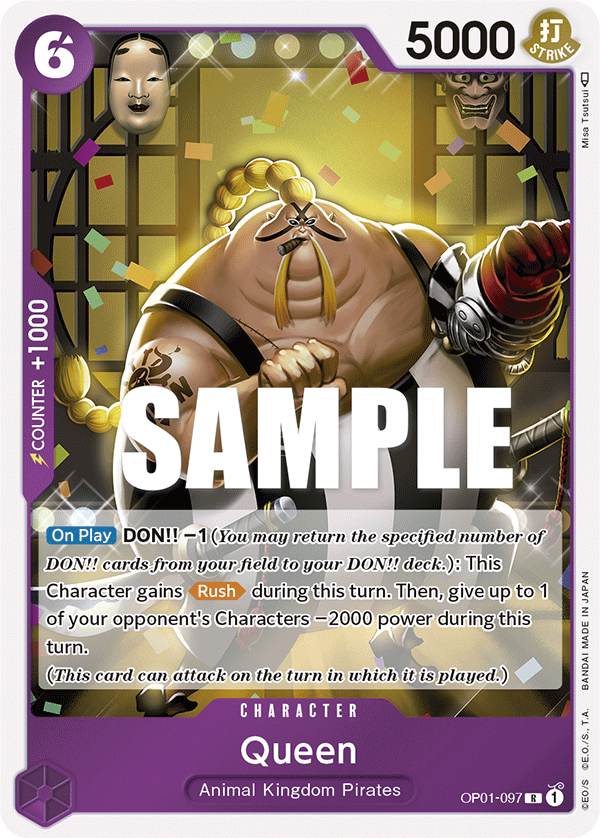 6
5000
打
STRIKE
Misa Tsutsui
COUNTER +1000
SAMPLE
On Play DON!! −1 (You may return the specified number of
DON!! cards from your field to your DON!! deck.): This
Character gains Rush during this turn. Then, give up to 1
of your opponent's Characters −2000 power during this
turn.
(This card can attack on the turn in which it is played.)
CHARACTER
Queen
Animal Kingdom Pirates
OP01-097 R 1
©EO/S ©E.O./S., T.A. BANDAI MADE IN JAPAN